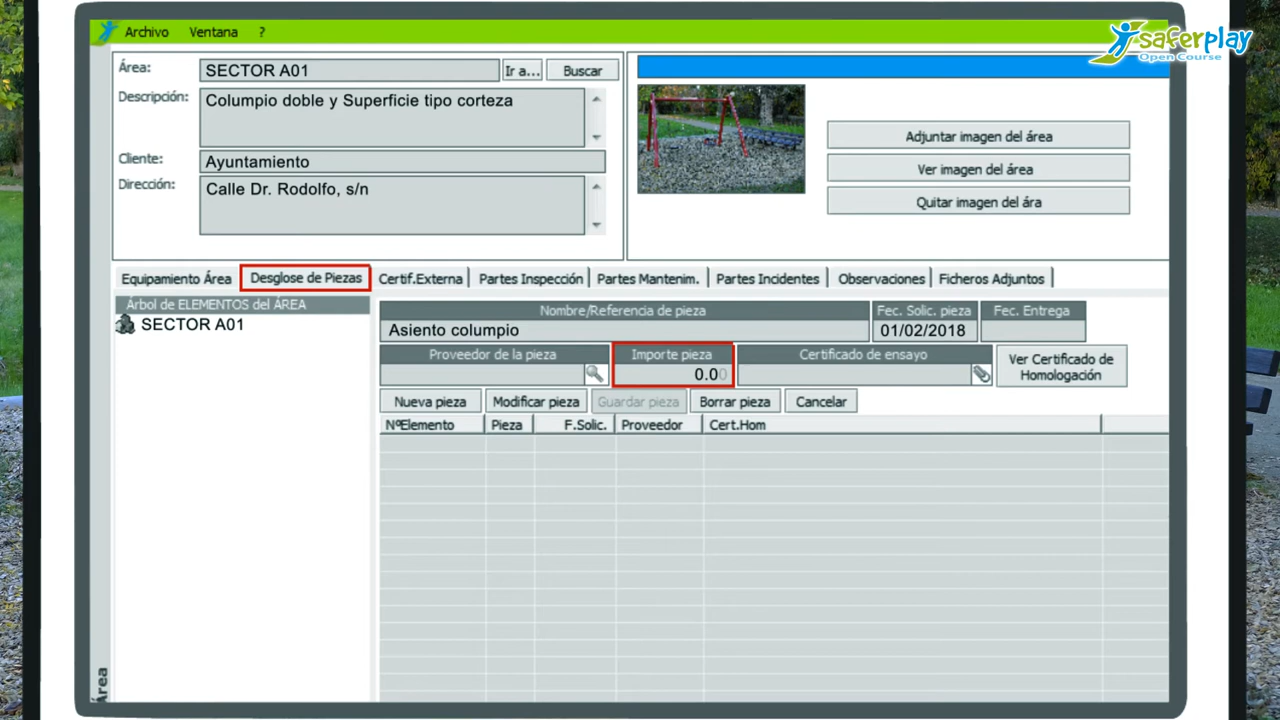 Archivo Ventana ?
saferplay
Open Course
Área: SECTOR A01 Ir a... Buscar
Descripción: Columpio doble y Superficie tipo corteza
Cliente: Ayuntamiento
Dirección: Calle Dr. Rodolfo, s/n
Adjuntar imagen del área
Ver imagen del área
Quitar imagen del ára
Equipamiento Área Desglose de Piezas Certif.Externa Partes Inspección Partes Mantenim. Partes Incidentes Observaciones Ficheros Adjuntos
Árbol de ELEMENTOS del ÁREA
SECTOR A01
Nombre/Referencia de pieza Fec. Solic. pieza Fec. Entrega
Asiento columpio 01/02/2018
Proveedor de la pieza Importe pieza Certificado de ensayo
0.00
Ver Certificado de
Homologación
Nueva pieza Modificar pieza Guardar pieza Borrar pieza Cancelar
NºElemento Pieza F.Solic. Proveedor Cert.Hom
Área